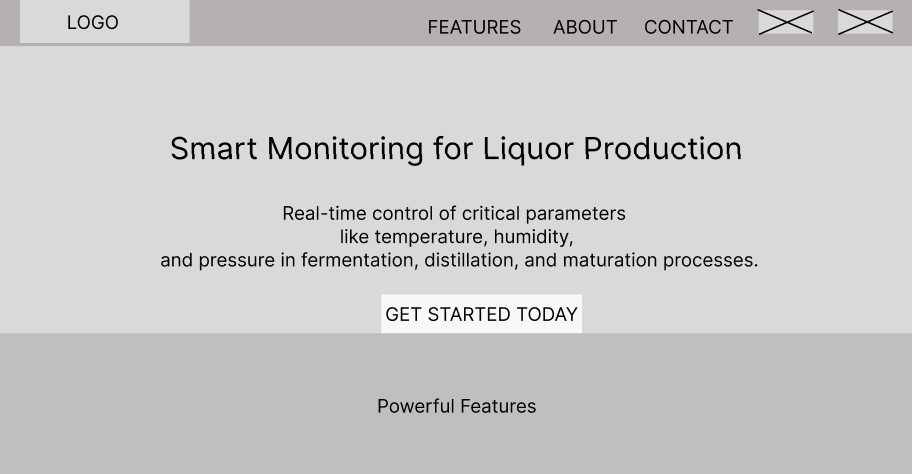 LOGO
FEATURES ABOUT CONTACT
Smart Monitoring for Liquor Production
Real-time control of critical parameters
like temperature, humidity,
and pressure in fermentation, distillation, and maturation processes.
GET STARTED TODAY
Powerful Features